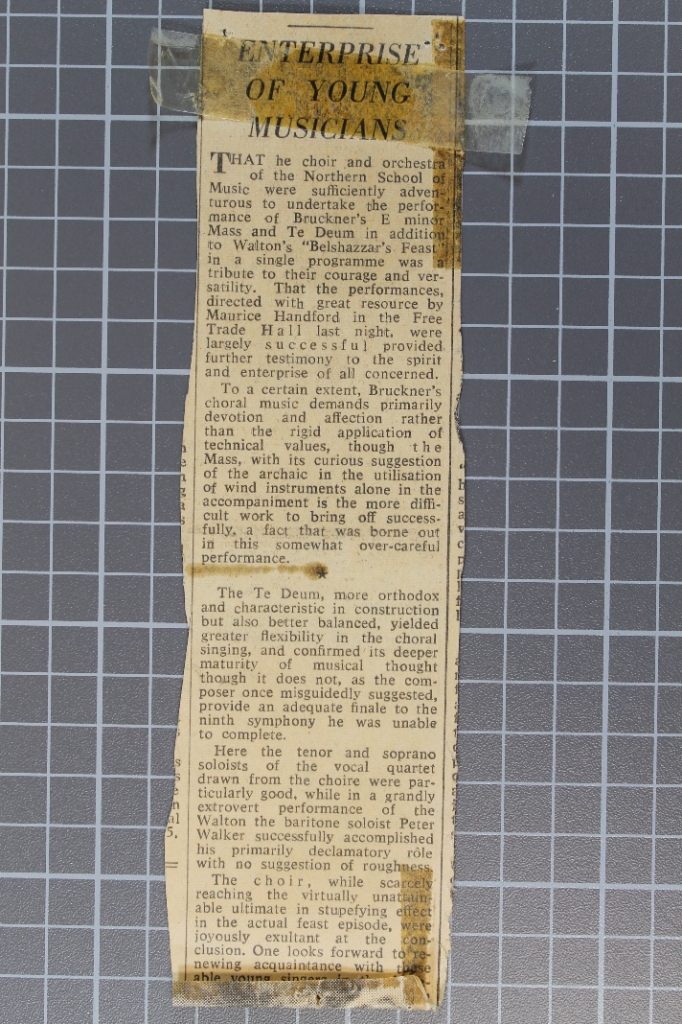 'ENTERPRISE'
OF YOUNG
MUSICIANS
THAT he choir and orchestra
of the Northern School of
Music were sufficiently adven-
turous to undertake the perfor-
mance of Bruckner's E minor
Mass and Te Deum in addition
to Walton's "Belshazzar's Feast"
in a single programme was a
tribute to their courage and ver-
satility. That the performances,
directed with great resource by
Maurice Handford in the Free
Trade Hall last night, were
largely successful provided
further testimony to the spirit
and enterprise of all concerned.
To a certain extent, Bruckner's
choral music demands primarily
devotion and affection rather
than the rigid application of
technical values, though the
Mass, with its curious suggestion
of the archaic in the utilisation
of wind instruments alone in the
accompaniment is the more diffi-
cult work to bring off success-
fully, a fact that was borne out
in this somewhat over-careful
performance.
*
The Te Deum, more orthodox
and characteristic in construction
but also better balanced, yielded
greater flexibility in the choral
singing, and confirmed its deeper
maturity of musical thought
though it does not, as the com-
poser once misguidedly suggested,
provide an adequate finale to the
ninth symphony he was unable
to complete.
Here the tenor and soprano
soloists of the vocal quartet
drawn from the choire were par-
ticularly good, while in a grandly
extrovert performance of the
Walton the baritone soloist Peter
Walker successfully accomplished
his primarily declamatory rôle
with no suggestion of roughness.
The choir, while scarcely
reaching the virtually unattain-
able ultimate in stupefying effect
in the actual feast episode, were
joyously exultant at the con-
clusion. One looks forward to re-
newing acquaintance with these
able young singers in